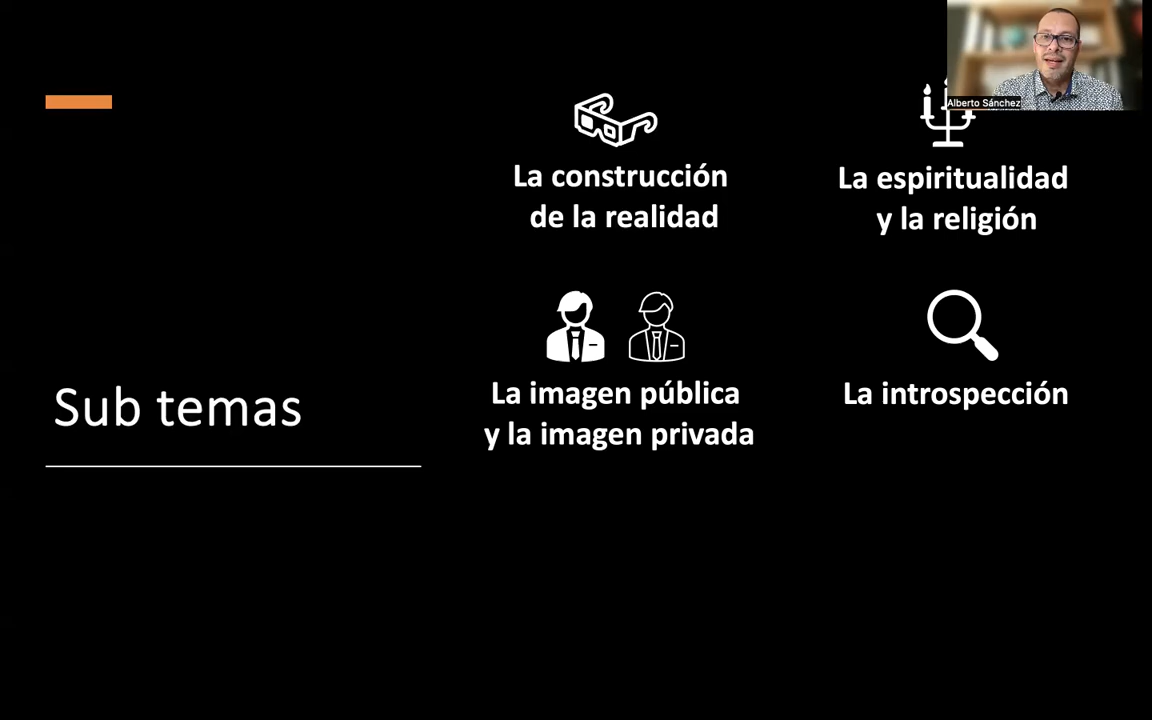 Alberto Sánchez
La construcción
de la realidad
La espiritualidad
y la religión
La imagen pública
y la imagen privada
La introspección
Sub temas